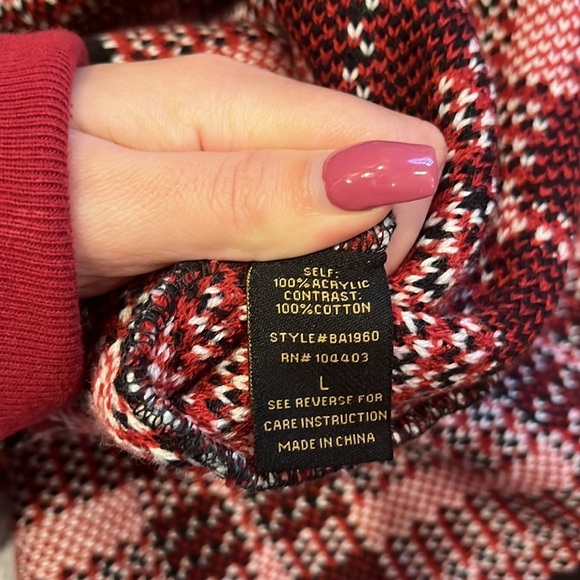 SELF:
100%ACRYLIC
CONTRAST:
100%COTTON
STYLE#BA1960
RN# 104403
L
SEE REVERSE FOR
CARE INSTRUCTION
MADE IN CHINA